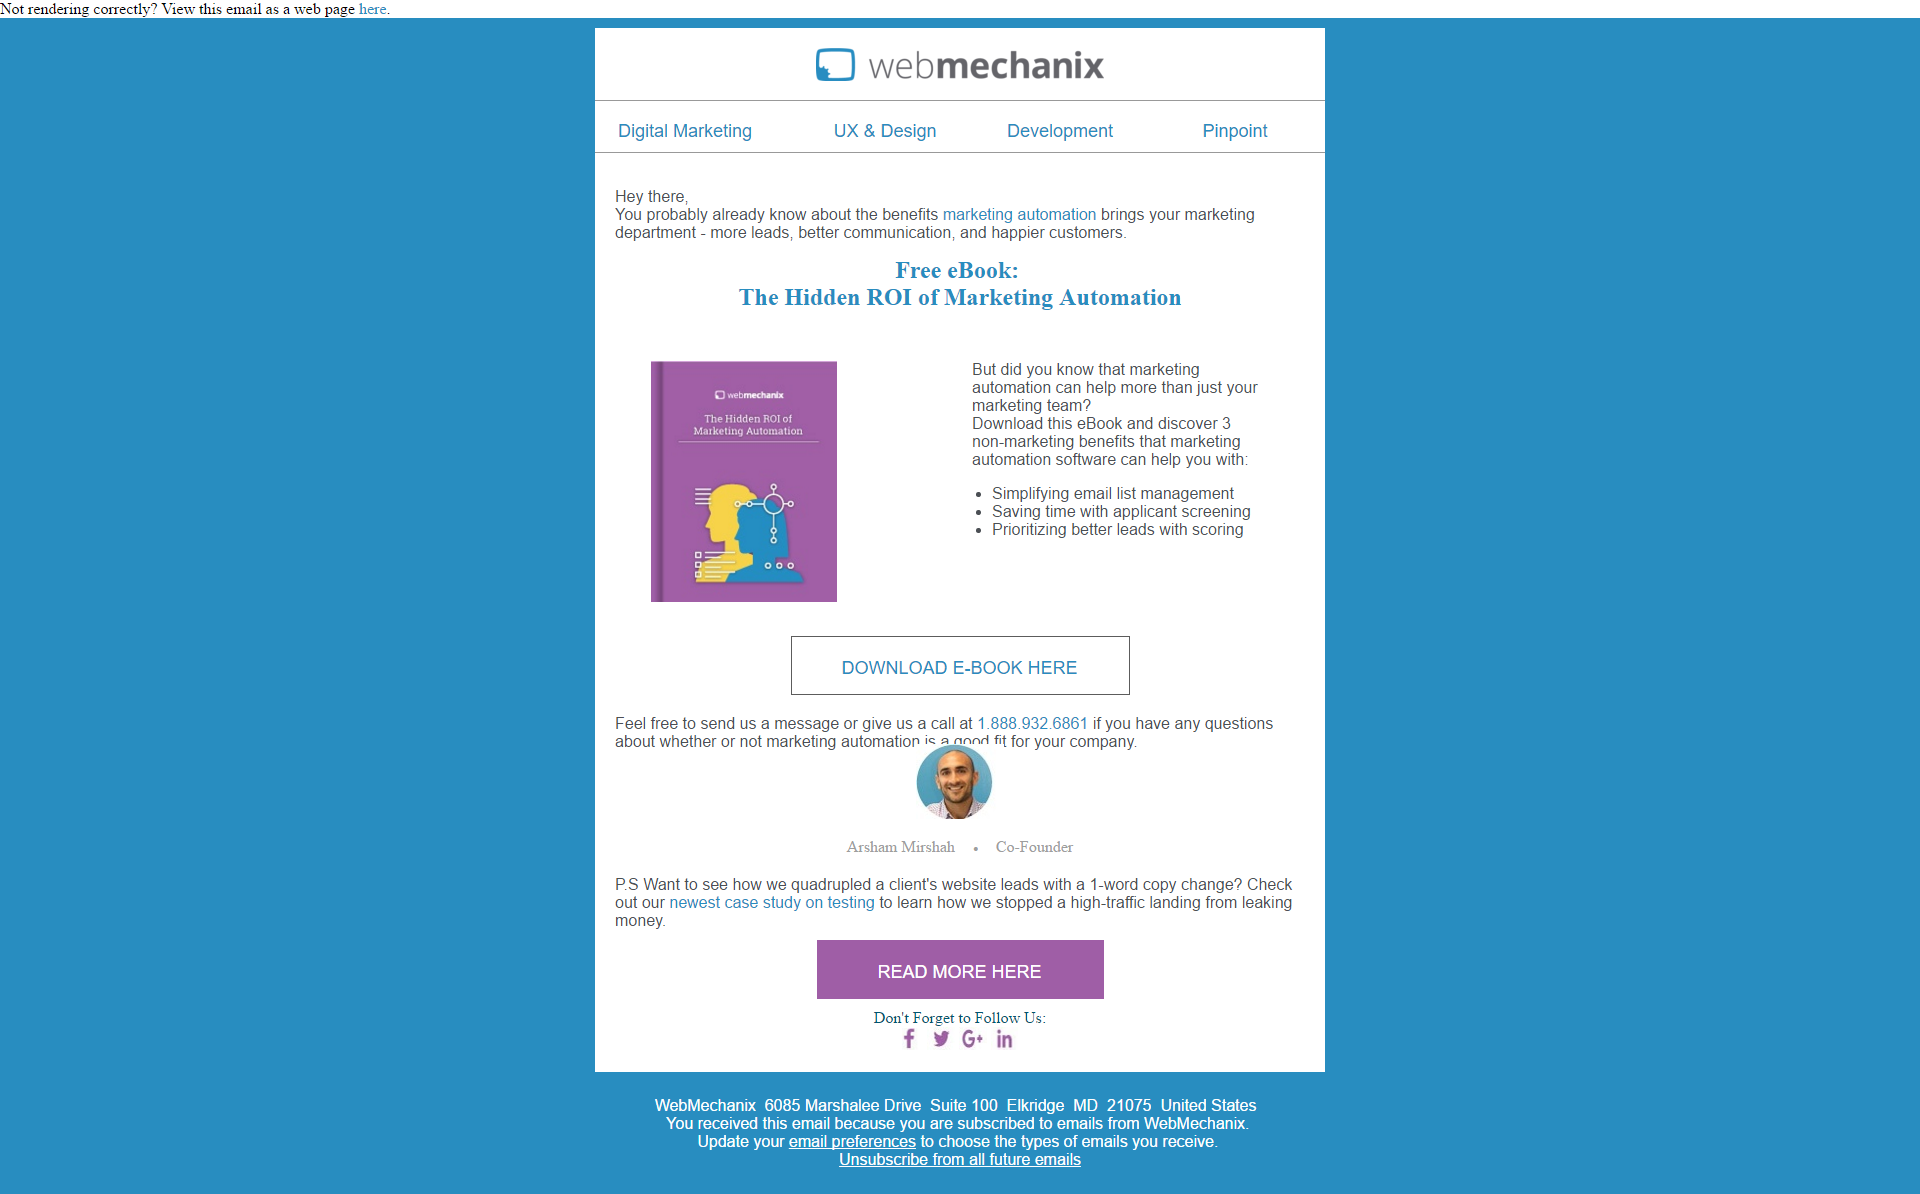 Not rendering correctly? View this email as a web page here.
webmechanix
Digital Marketing
UX & Design
Development
Pinpoint
Hey there,
You probably already know about the benefits marketing automation brings your marketing
department - more leads, better communication, and happier customers.
Free eBook:
The Hidden ROI of Marketing Automation
webmechanix
The Hidden ROI of
Marketing Automation
But did you know that marketing
automation can help more than just your
marketing team?
Download this eBook and discover 3
non-marketing benefits that marketing
automation software can help you with:
Simplifying email list management
Saving time with applicant screening
Prioritizing better leads with scoring
DOWNLOAD E-BOOK HERE
Feel free to send us a message or give us a call at 1.888.932.6861 if you have any questions
about whether or not marketing automation is a good fit for your company.
Arsham Mirshah • Co-Founder
P.S Want to see how we quadrupled a client's website leads with a 1-word copy change? Check
out our newest case study on testing to learn how we stopped a high-traffic landing from leaking
money.
READ MORE HERE
Don't Forget to Follow Us:
WebMechanix 6085 Marshalee Drive Suite 100 Elkridge MD 21075 United States
You received this email because you are subscribed to emails from WebMechanix.
Update your email preferences to choose the types of emails you receive.
Unsubscribe from all future emails